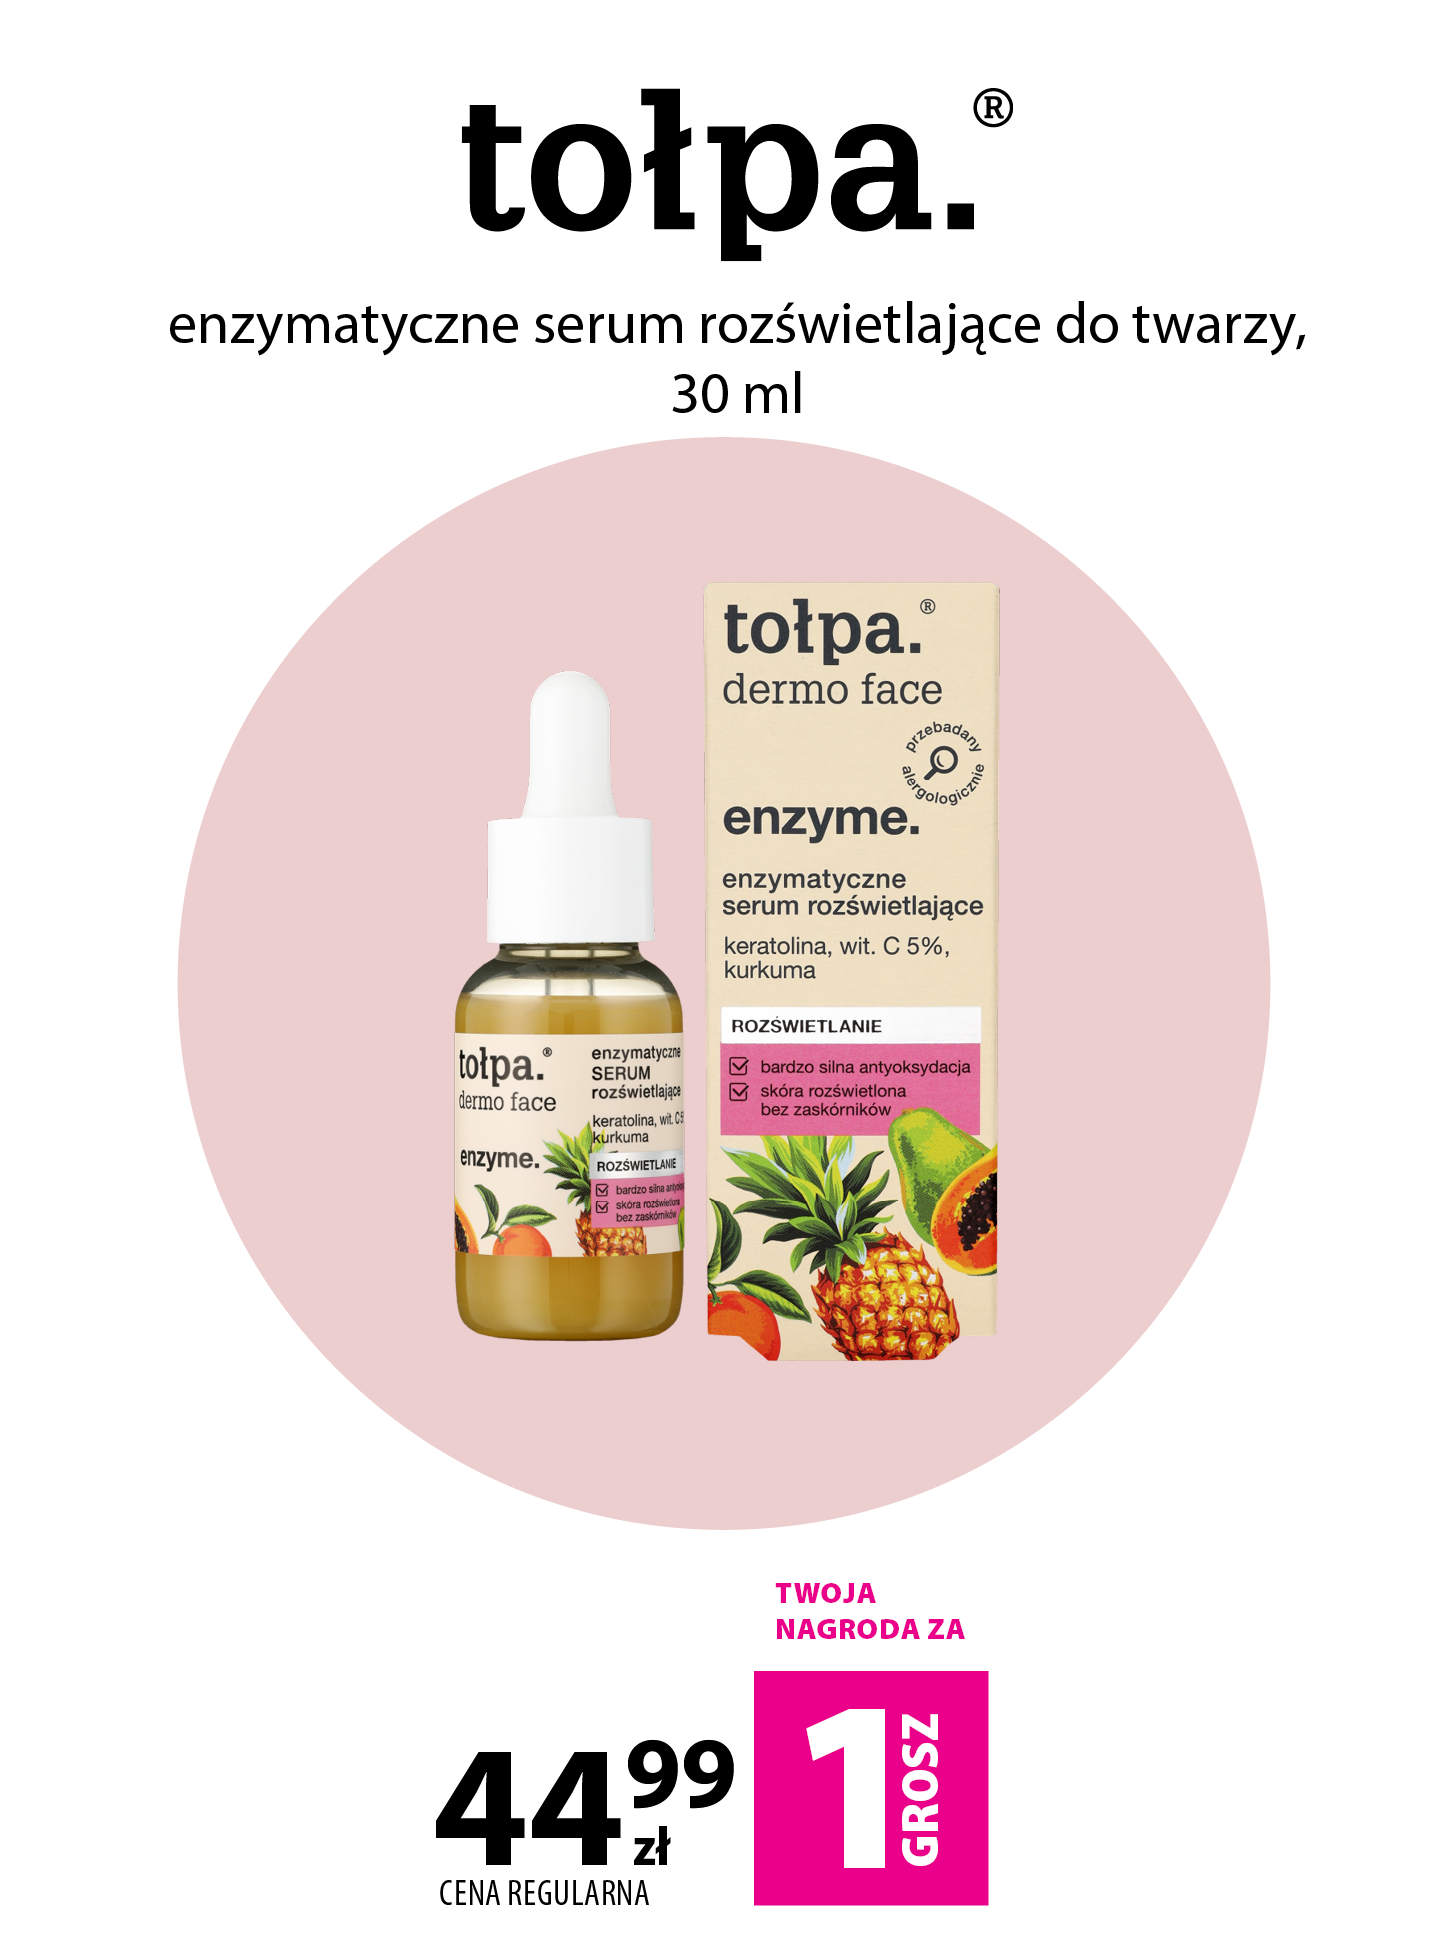 tołpa.®
enzymatyczne serum rozświetlające do twarzy,
30 ml
tołpa.®
dermo face
przebadany
alergologicznie
enzyme.
enzymatyczne
serum rozświetlające
keratolina, wit. C 5%,
kurkuma
ROZŚWIETLANIE
bardzo silna antyoksydacja
skóra rozświetlona
bez zaskórników
tołpa.®
dermo face
enzyme.
enzymatyczne
SERUM
rozświetlające
keratolina, wit. C 5
kurkuma
ROZŚWIETLANIE
bardzo silna
skóra rozświetlona
bez zaskórników
TWOJA
NAGRODA ZA
44 99 zł
CENA REGULARNA
1 GROSZ